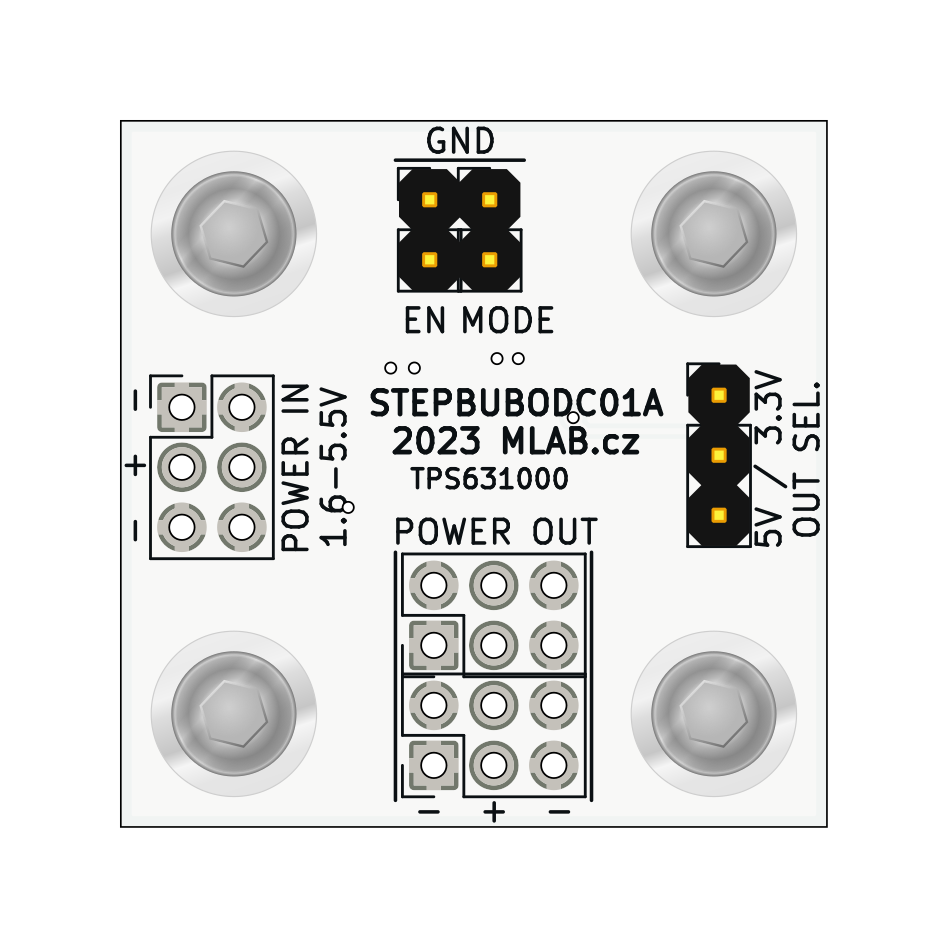 GND
EN MODE
STEPBUBODC01A
2023 MLAB.cz
TPS631000
- + -
POWER IN
1.6-5.5V
5V / 3.3V
OUT SEL.
POWER OUT
- + -